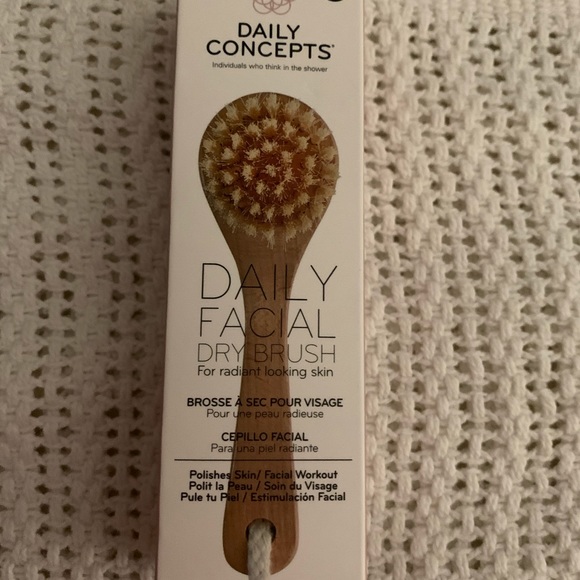 DAILY
CONCEPTS®
Individuals who think in the shower
DAILY
FACIAL
DRY BRUSH
For radiant looking skin
BROSSE À SEC POUR VISAGE
Pour une peau radieuse
CEPILLO FACIAL
Para una piel radiante
Polishes Skin/ Facial Workout
Polit la Peau / Soin du Visage
Pule tu Piel / Estimulación Facial